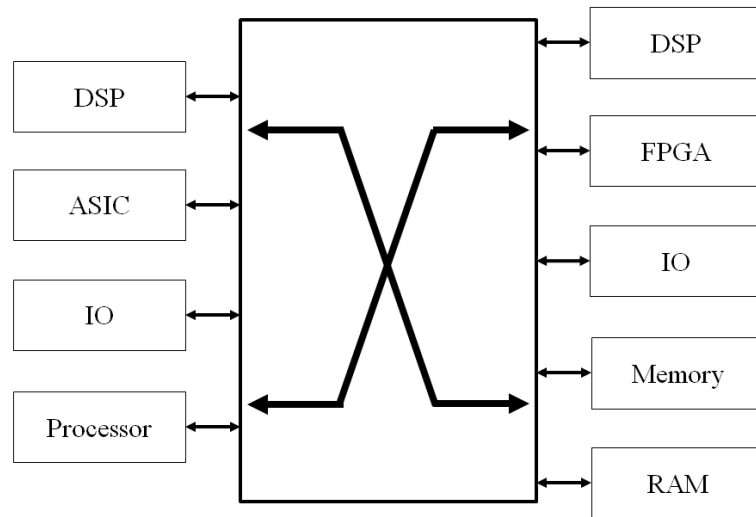 DSP
ASIC
IO
Processor
DSP
FPGA
IO
Memory
RAM